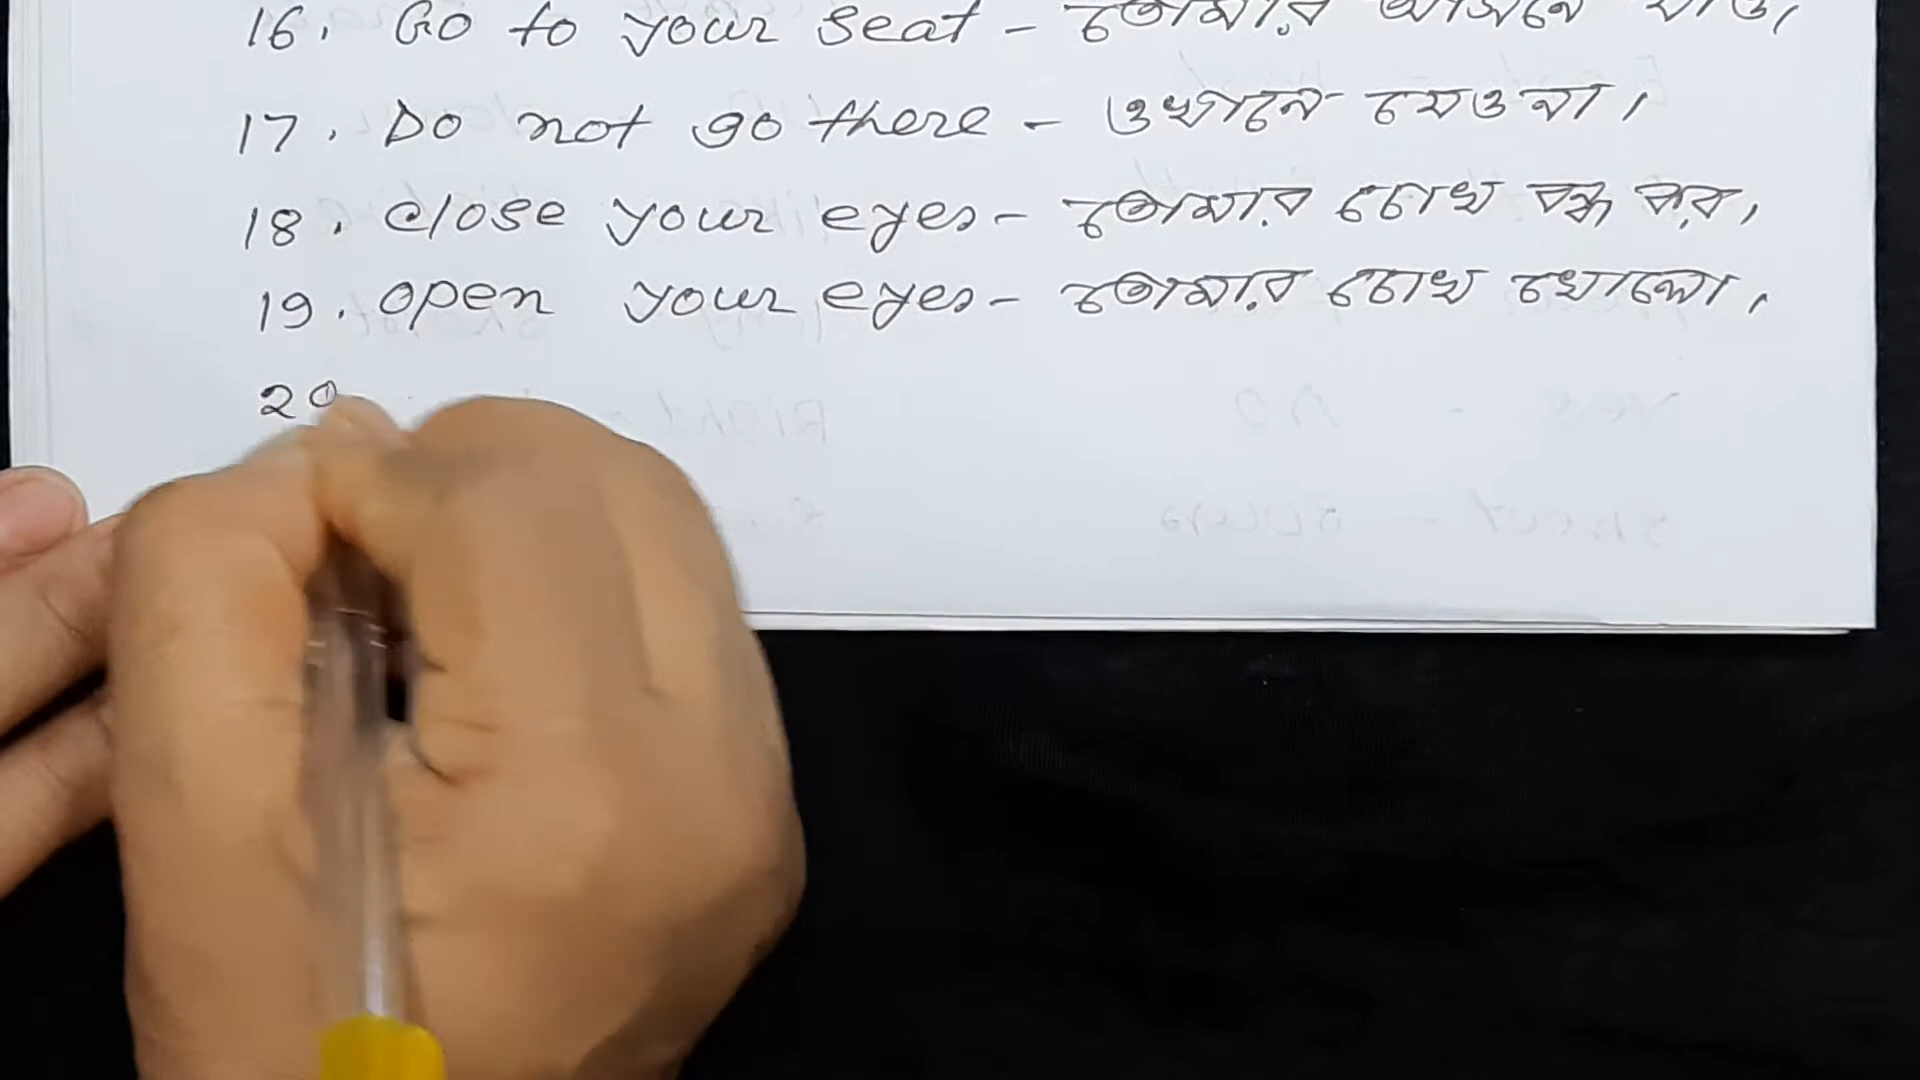 16. Go to your seat - তোমার আসনে যাও।
17. Do not go there - ওখানে যেওনা।
18. close your eyes - তোমার চোখ বন্ধ কর।
19. open your eyes - তোমার চোখ খোলো।
20